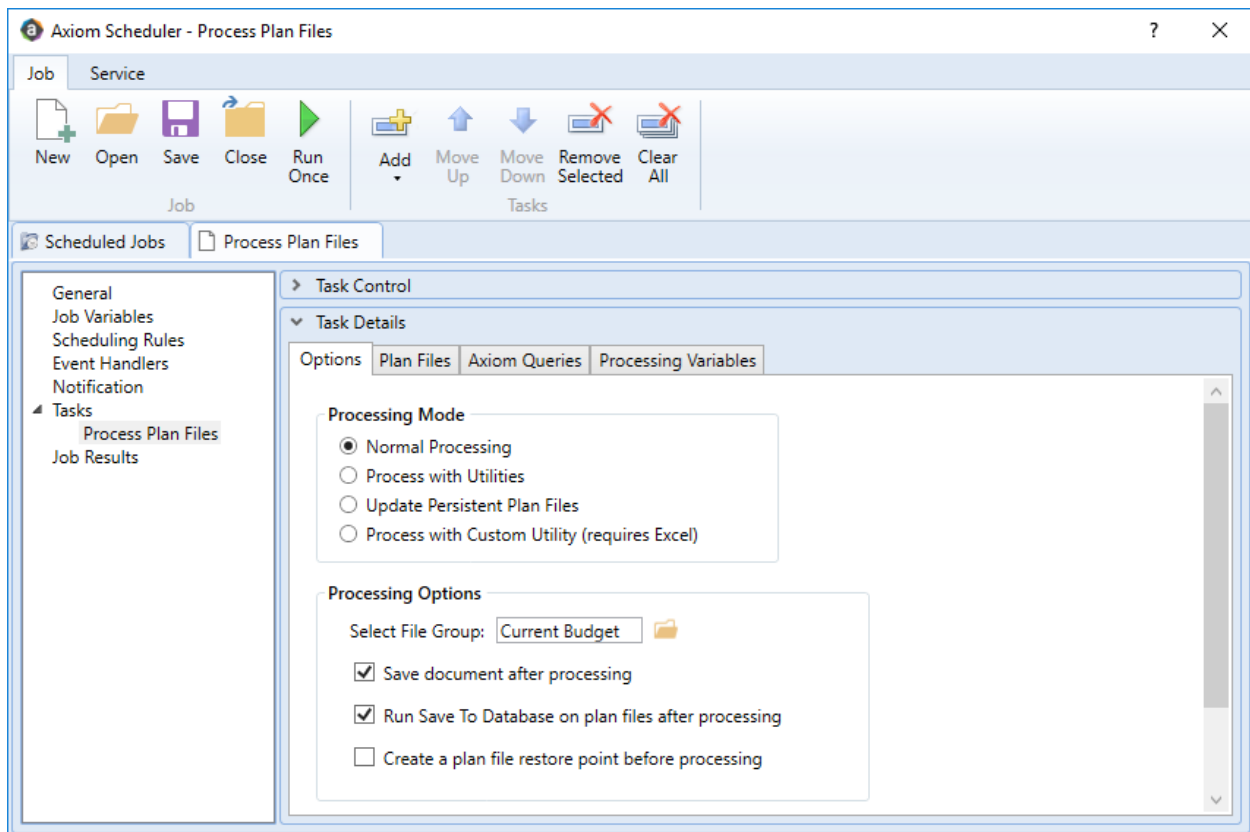 a Axiom Scheduler - Process Plan Files ?
Job Service
New Open Save Close Run Once Add Move Up Move Down Remove Selected Clear All
Job Tasks
Scheduled Jobs Process Plan Files
General
Job Variables
Scheduling Rules
Event Handlers
Notification
Tasks
Process Plan Files
Job Results
Task Control
Task Details
Options Plan Files Axiom Queries Processing Variables
Processing Mode
Normal Processing
Process with Utilities
Update Persistent Plan Files
Process with Custom Utility (requires Excel)
Processing Options
Select File Group: Current Budget
Save document after processing
Run Save To Database on plan files after processing
Create a plan file restore point before processing